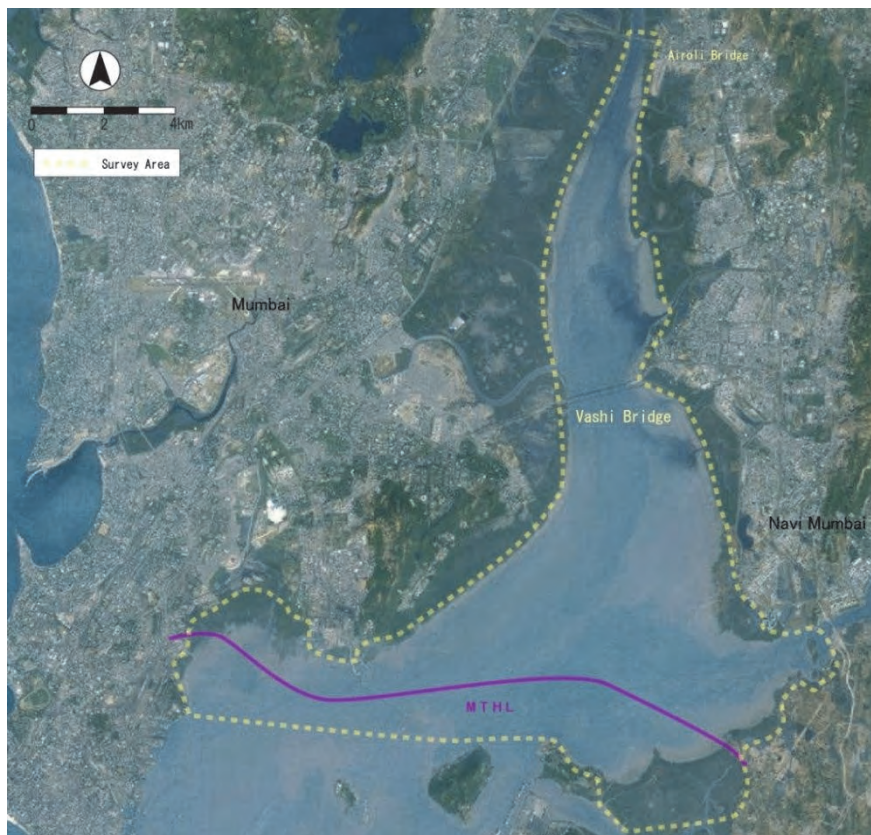 Airoli Bridge
0 2 4km
Survey Area
Mumbai
Vashi Bridge
Navi Mumbai
MTHL